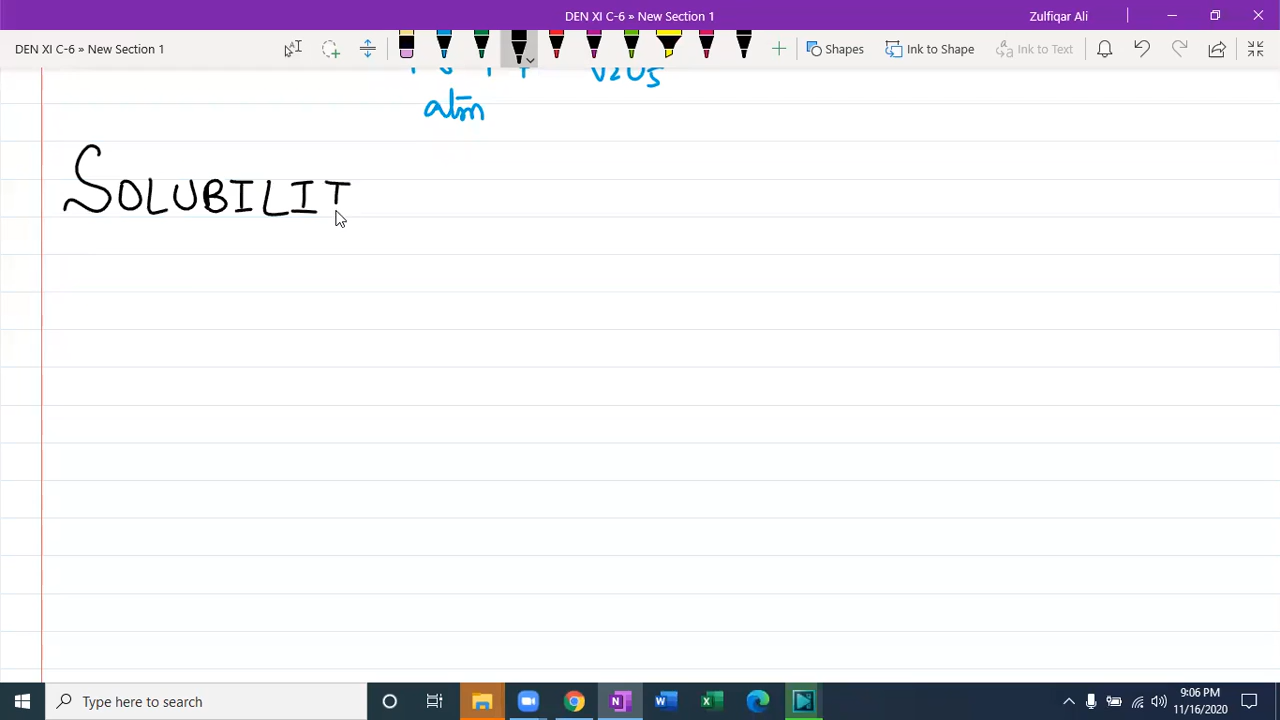 DEN XI C-6 » New Section 1
Zulfiqar Ali
DEN XI C-6 » New Section 1
Shapes
Ink to Shape
Ink to Text
V2O5
atm
SOLUBILIT
Type here to search
9:06 PM
11/16/2020